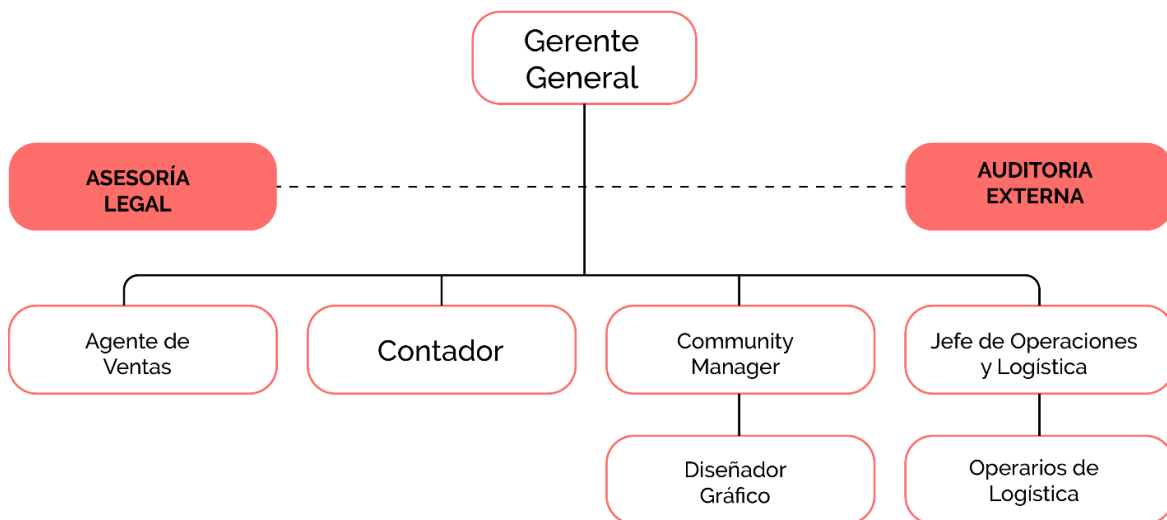 Gerente
General
ASESORÍA
LEGAL
AUDITORIA
EXTERNA
Agente de
Ventas
Contador
Community
Manager
Jefe de Operaciones
y Logística
Diseñador
Gráfico
Operarios de
Logística